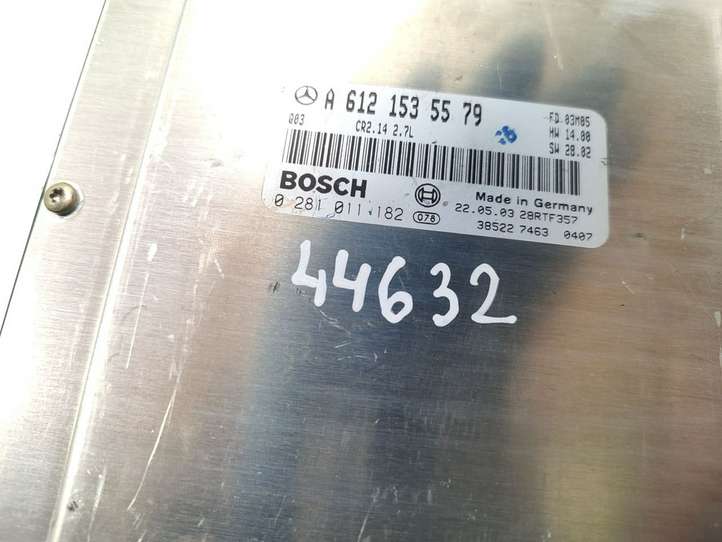 A 612 153 55 79
Q03 CR2.14 2.7L
FD 03M05
HW 14.00
SW 28.02
BOSCH
Made in Germany
0 281 011 182 078
22.05.03 28RTF357
38522 7463 0407
44632